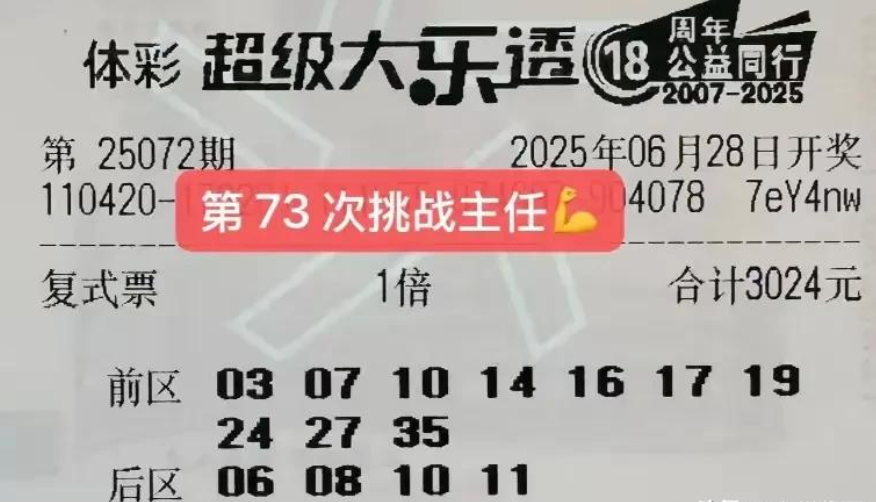 体彩 超级大乐透 18 周年
公益同行
2007-2025
第 25072期 2025年06月28日开奖
110420- 04078 7eY4nw
第 73 次挑战主任💪
复式票 1倍 合计3024元
前区 03 07 10 14 16 17 19
24 27 35
后区 06 08 10 11